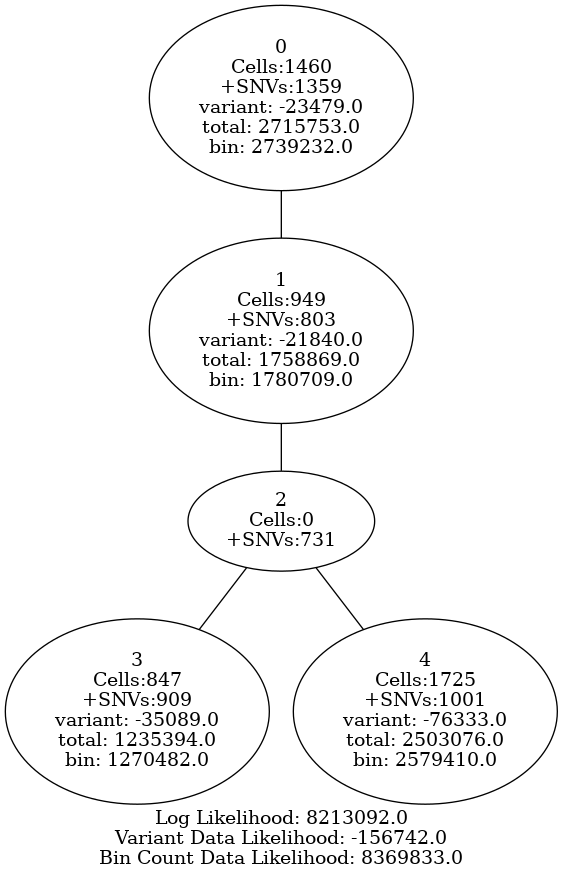 0
Cells:1460
+SNVs:1359
variant: -23479.0
total: 2715753.0
bin: 2739232.0
1
Cells:949
+SNVs:803
variant: -21840.0
total: 1758869.0
bin: 1780709.0
2
Cells:0
+SNVs:731
3
Cells:847
+SNVs:909
variant: -35089.0
total: 1235394.0
bin: 1270482.0
4
Cells:1725
+SNVs:1001
variant: -76333.0
total: 2503076.0
bin: 2579410.0
Log Likelihood: 8213092.0
Variant Data Likelihood: -156742.0
Bin Count Data Likelihood: 8369833.0